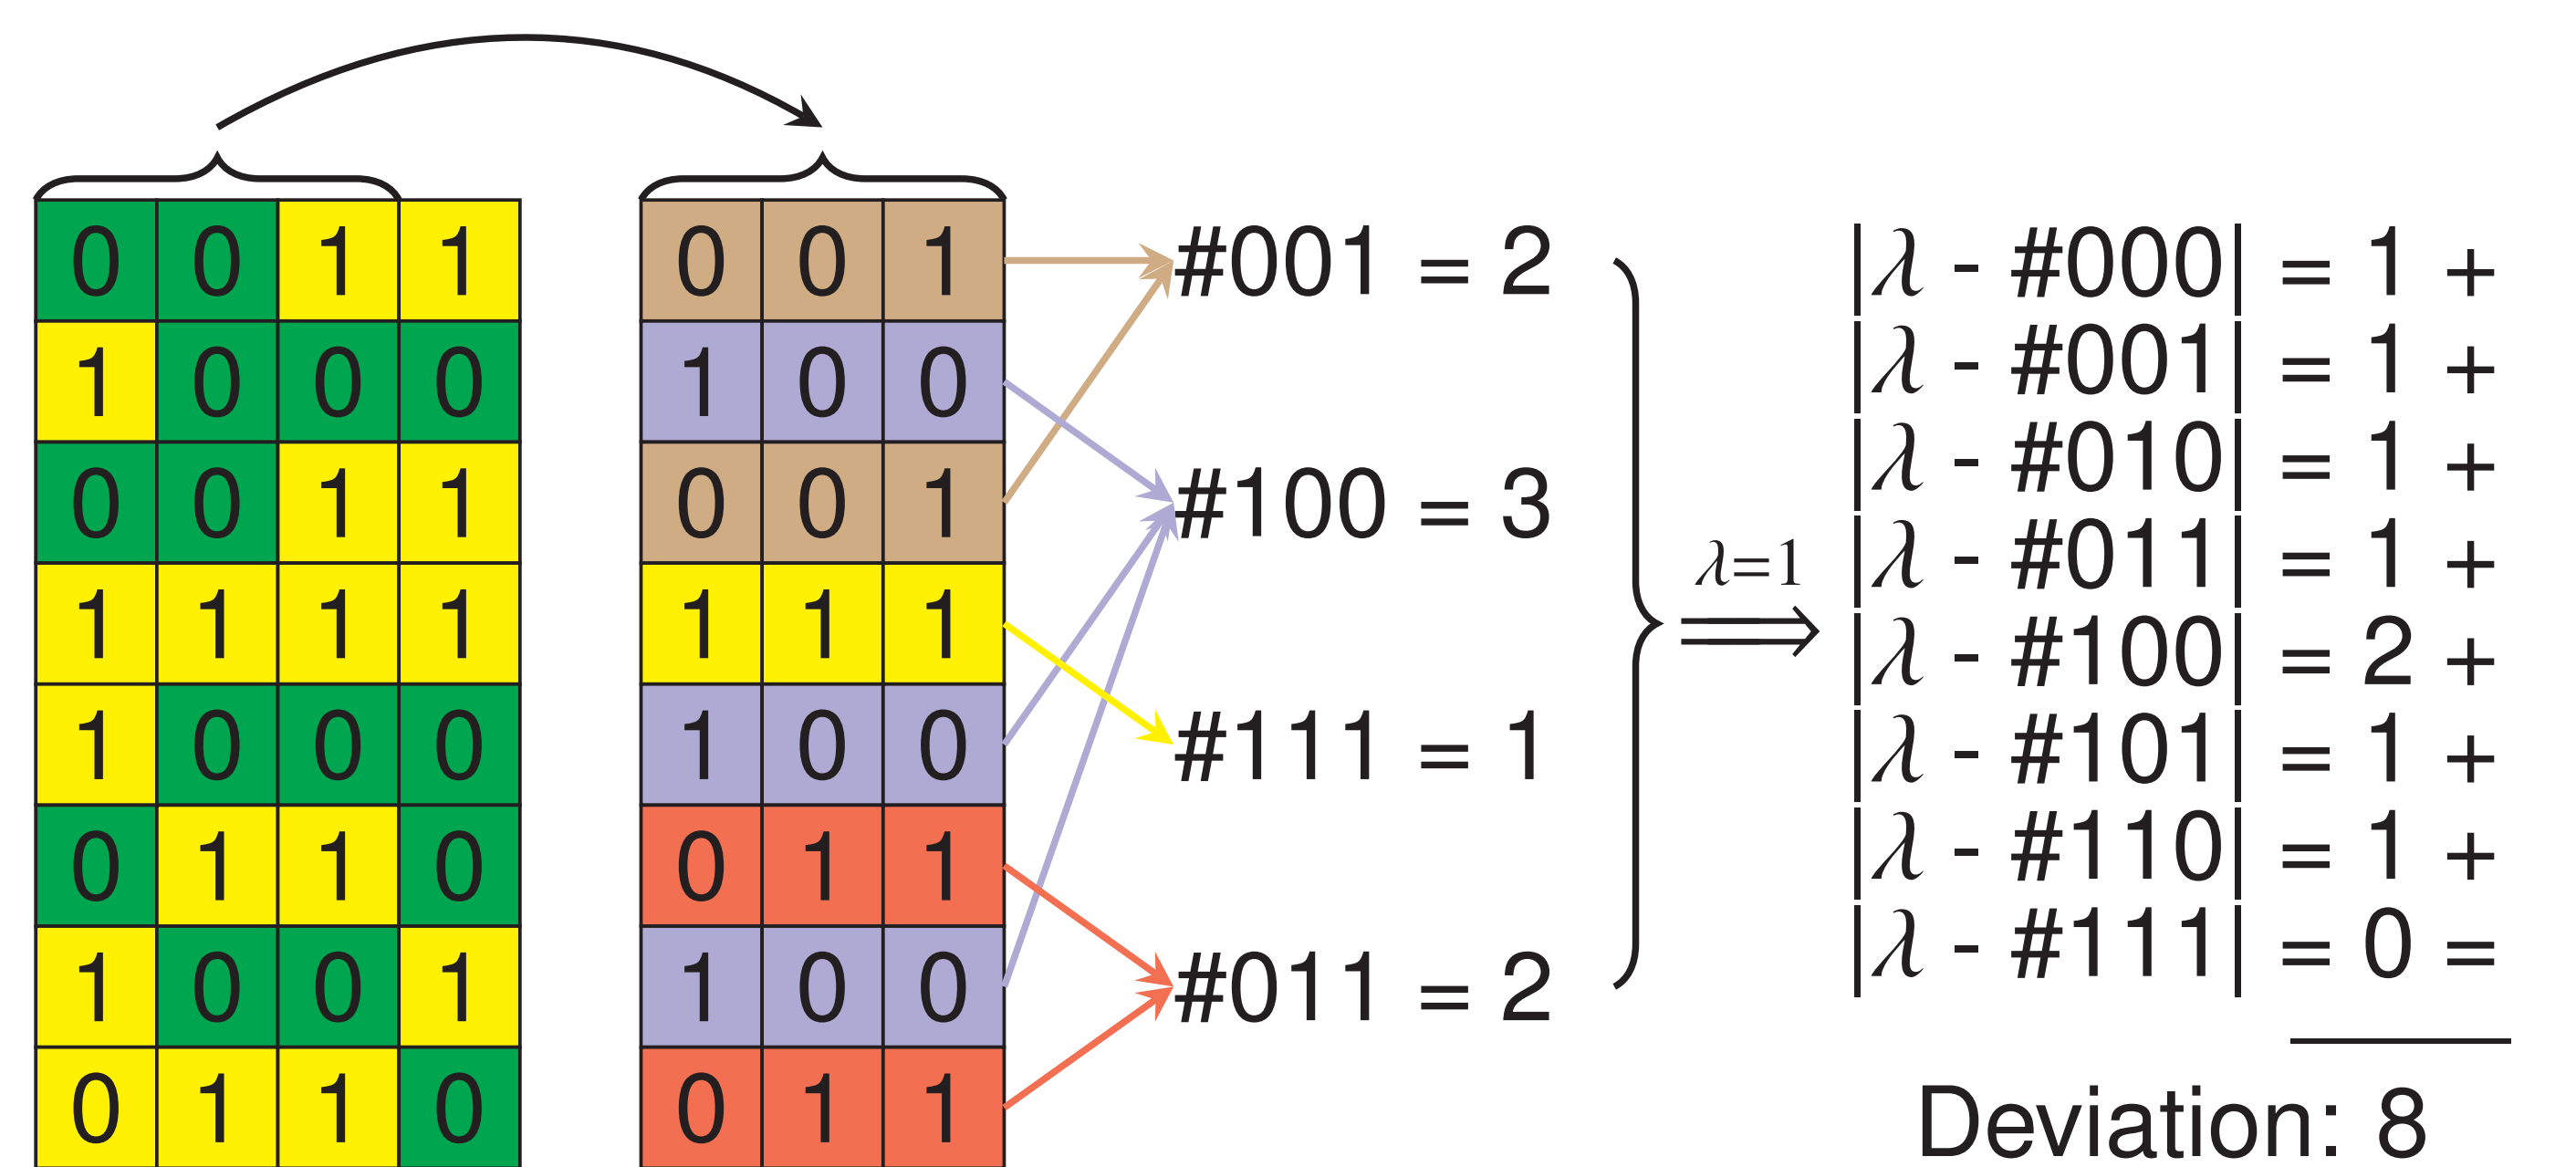 0 0 1 1
1 0 0 0
0 0 1 1
1 1 1 1
1 0 0 0
0 1 1 0
1 0 0 1
0 1 1 0
0 0 1
1 0 0
0 0 1
1 1 1
1 0 0
0 1 1
1 0 0
0 1 1
#001 = 2
#100 = 3
#111 = 1
#011 = 2
λ=1
|λ - #000| = 1 +
|λ - #001| = 1 +
|λ - #010| = 1 +
|λ - #011| = 1 +
|λ - #100| = 2 +
|λ - #101| = 1 +
|λ - #110| = 1 +
|λ - #111| = 0 =
Deviation: 8